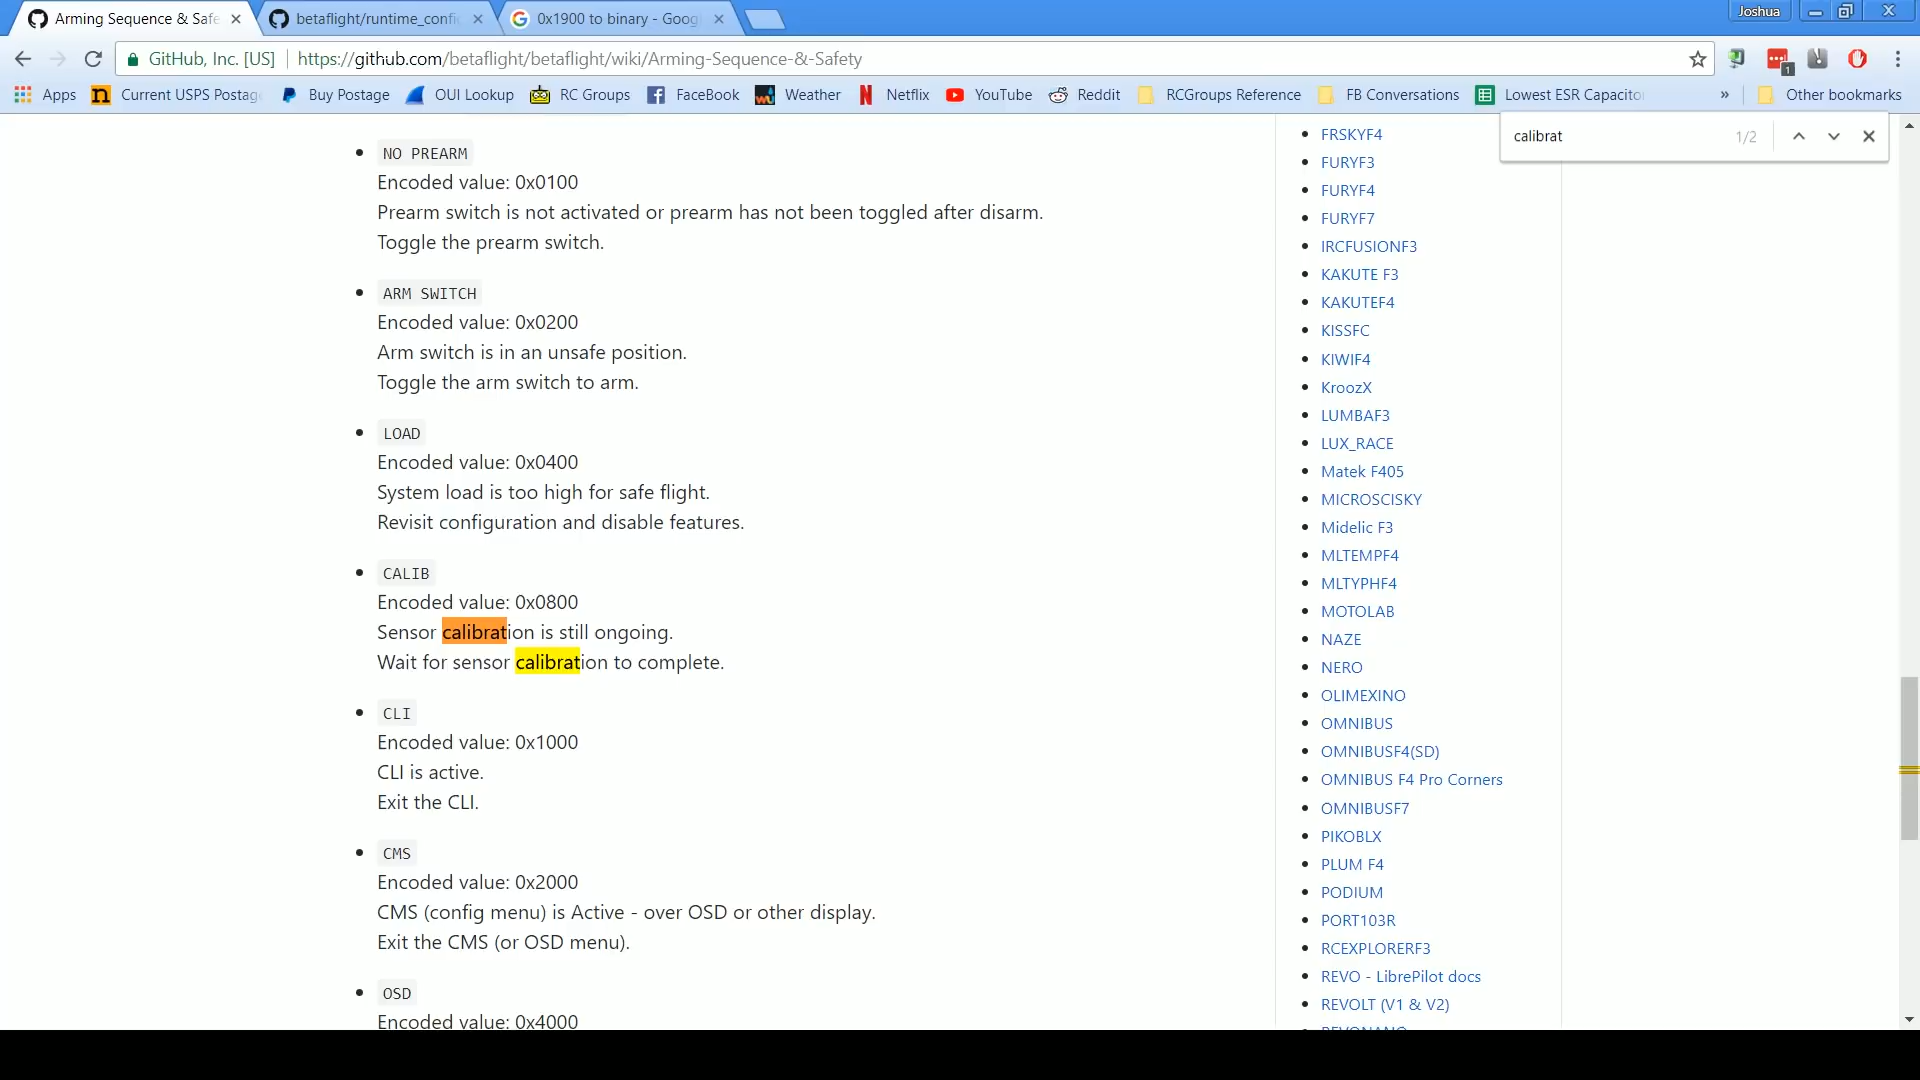 Arming Sequence & Safe
betaflight/runtime_config
0x1900 to binary - Goog
Joshua
GitHub, Inc. [US]
https://github.com/betaflight/betaflight/wiki/Arming-Sequence-&-Safety
1
Apps
Current USPS Postag
Buy Postage
OUI Lookup
RC Groups
FaceBook
Weather
Netflix
YouTube
Reddit
RCGroups Reference
FB Conversations
Lowest ESR Capacitor
»
Other bookmarks
calibrat
1/2
NO PREARM
Encoded value: 0x0100
Prearm switch is not activated or prearm has not been toggled after disarm.
Toggle the prearm switch.
ARM SWITCH
Encoded value: 0x0200
Arm switch is in an unsafe position.
Toggle the arm switch to arm.
LOAD
Encoded value: 0x0400
System load is too high for safe flight.
Revisit configuration and disable features.
CALIB
Encoded value: 0x0800
Sensor calibration is still ongoing.
Wait for sensor calibration to complete.
CLI
Encoded value: 0x1000
CLI is active.
Exit the CLI.
CMS
Encoded value: 0x2000
CMS (config menu) is Active - over OSD or other display.
Exit the CMS (or OSD menu).
OSD
Encoded value: 0x4000
FRSKYF4
FURYF3
FURYF4
FURYF7
IRCFUSIONF3
KAKUTE F3
KAKUTEF4
KISSFC
KIWIF4
KroozX
LUMBAF3
LUX_RACE
Matek F405
MICROSCISKY
Midelic F3
MLTEMPF4
MLTYPHF4
MOTOLAB
NAZE
NERO
OLIMEXINO
OMNIBUS
OMNIBUSF4(SD)
OMNIBUS F4 Pro Corners
OMNIBUSF7
PIKOBLX
PLUM F4
PODIUM
PORT103R
RCEXPLORERF3
REVO - LibrePilot docs
REVOLT (V1 & V2)